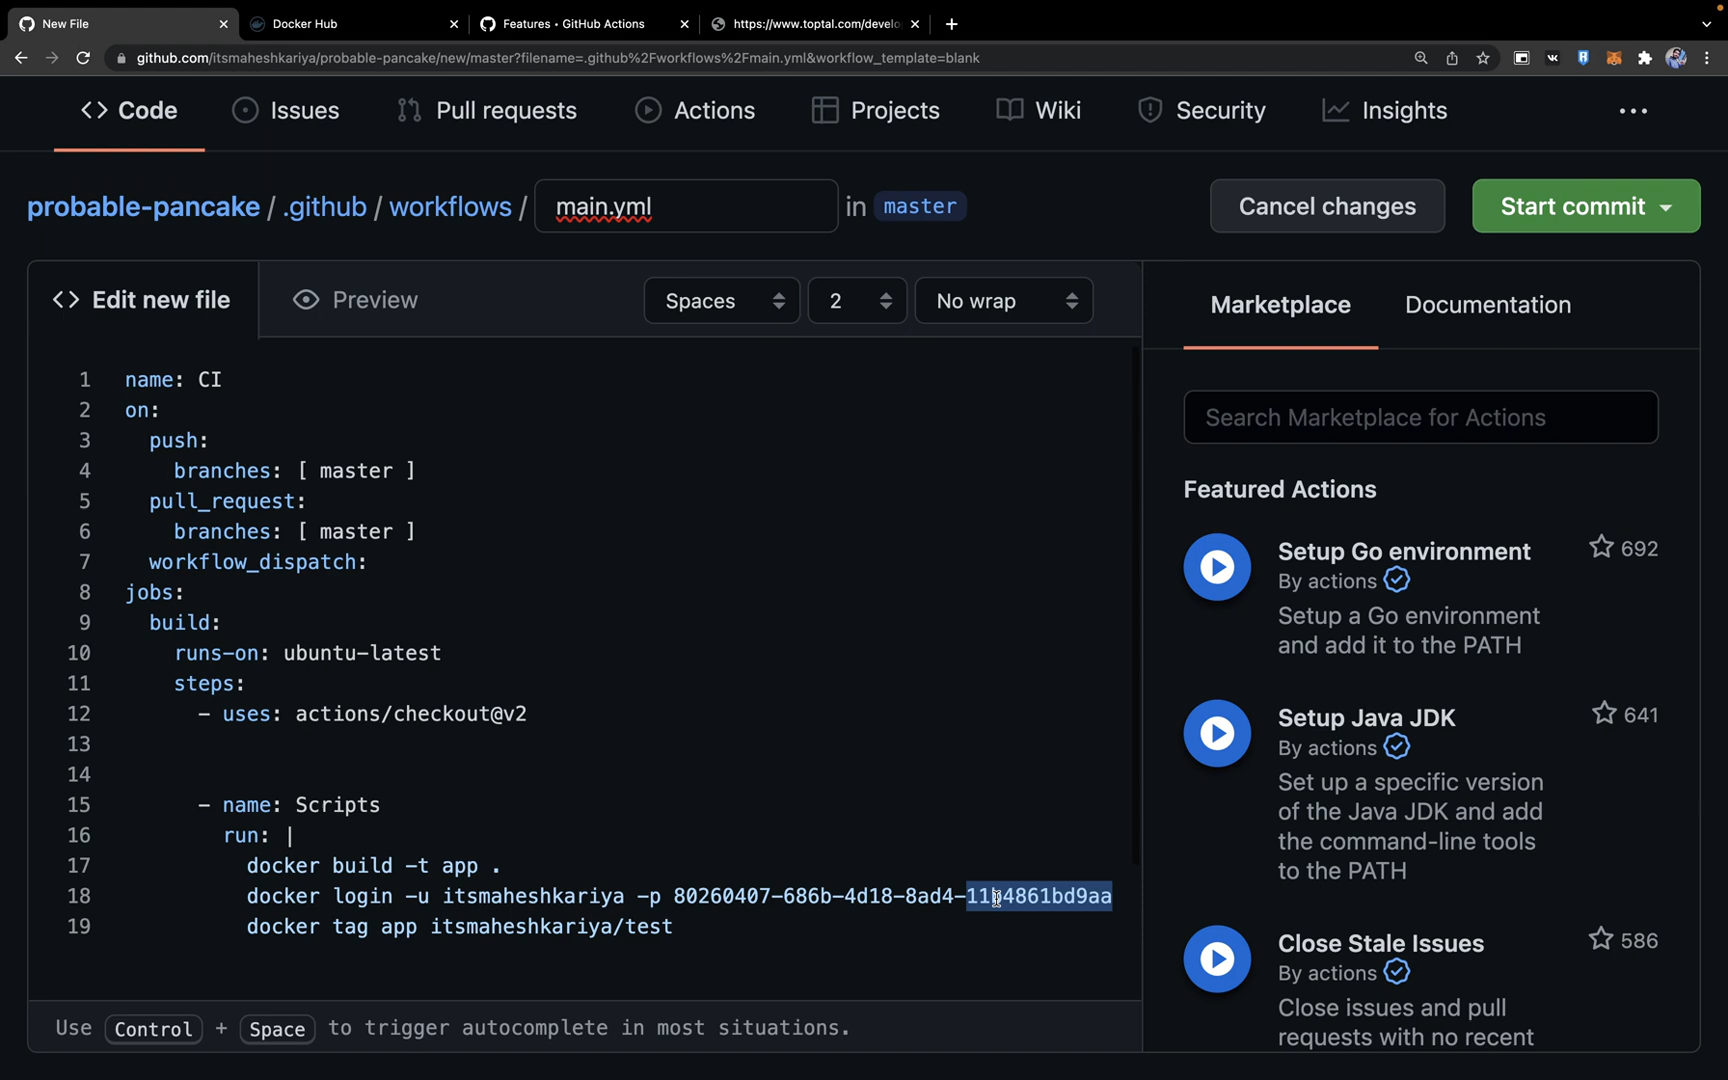 New File
Docker Hub
Features • GitHub Actions
https://www.toptal.com/develo
github.com/itsmaheshkariya/probable-pancake/new/master?filename=.github%2Fworkflows%2Fmain.yml&workflow_template=blank
Code
Issues
Pull requests
Actions
Projects
Wiki
Security
Insights
probable-pancake / .github / workflows / main.yml in master
Cancel changes
Start commit
Edit new file
Preview
Spaces
2
No wrap
Marketplace
Documentation
1 name: CI
2 on:
3 push:
4 branches: [ master ]
5 pull_request:
6 branches: [ master ]
7 workflow_dispatch:
8 jobs:
9 build:
10 runs-on: ubuntu-latest
11 steps:
12 - uses: actions/checkout@v2
13
14
15 - name: Scripts
16 run: |
17 docker build -t app .
18 docker login -u itsmaheshkariya -p 80260407-686b-4d18-8ad4-11b4861bd9aa
19 docker tag app itsmaheshkariya/test
Use Control + Space to trigger autocomplete in most situations.
Search Marketplace for Actions
Featured Actions
Setup Go environment
692
By actions
Setup a Go environment
and add it to the PATH
Setup Java JDK
641
By actions
Set up a specific version
of the Java JDK and add
the command-line tools
to the PATH
Close Stale Issues
586
By actions
Close issues and pull
requests with no recent